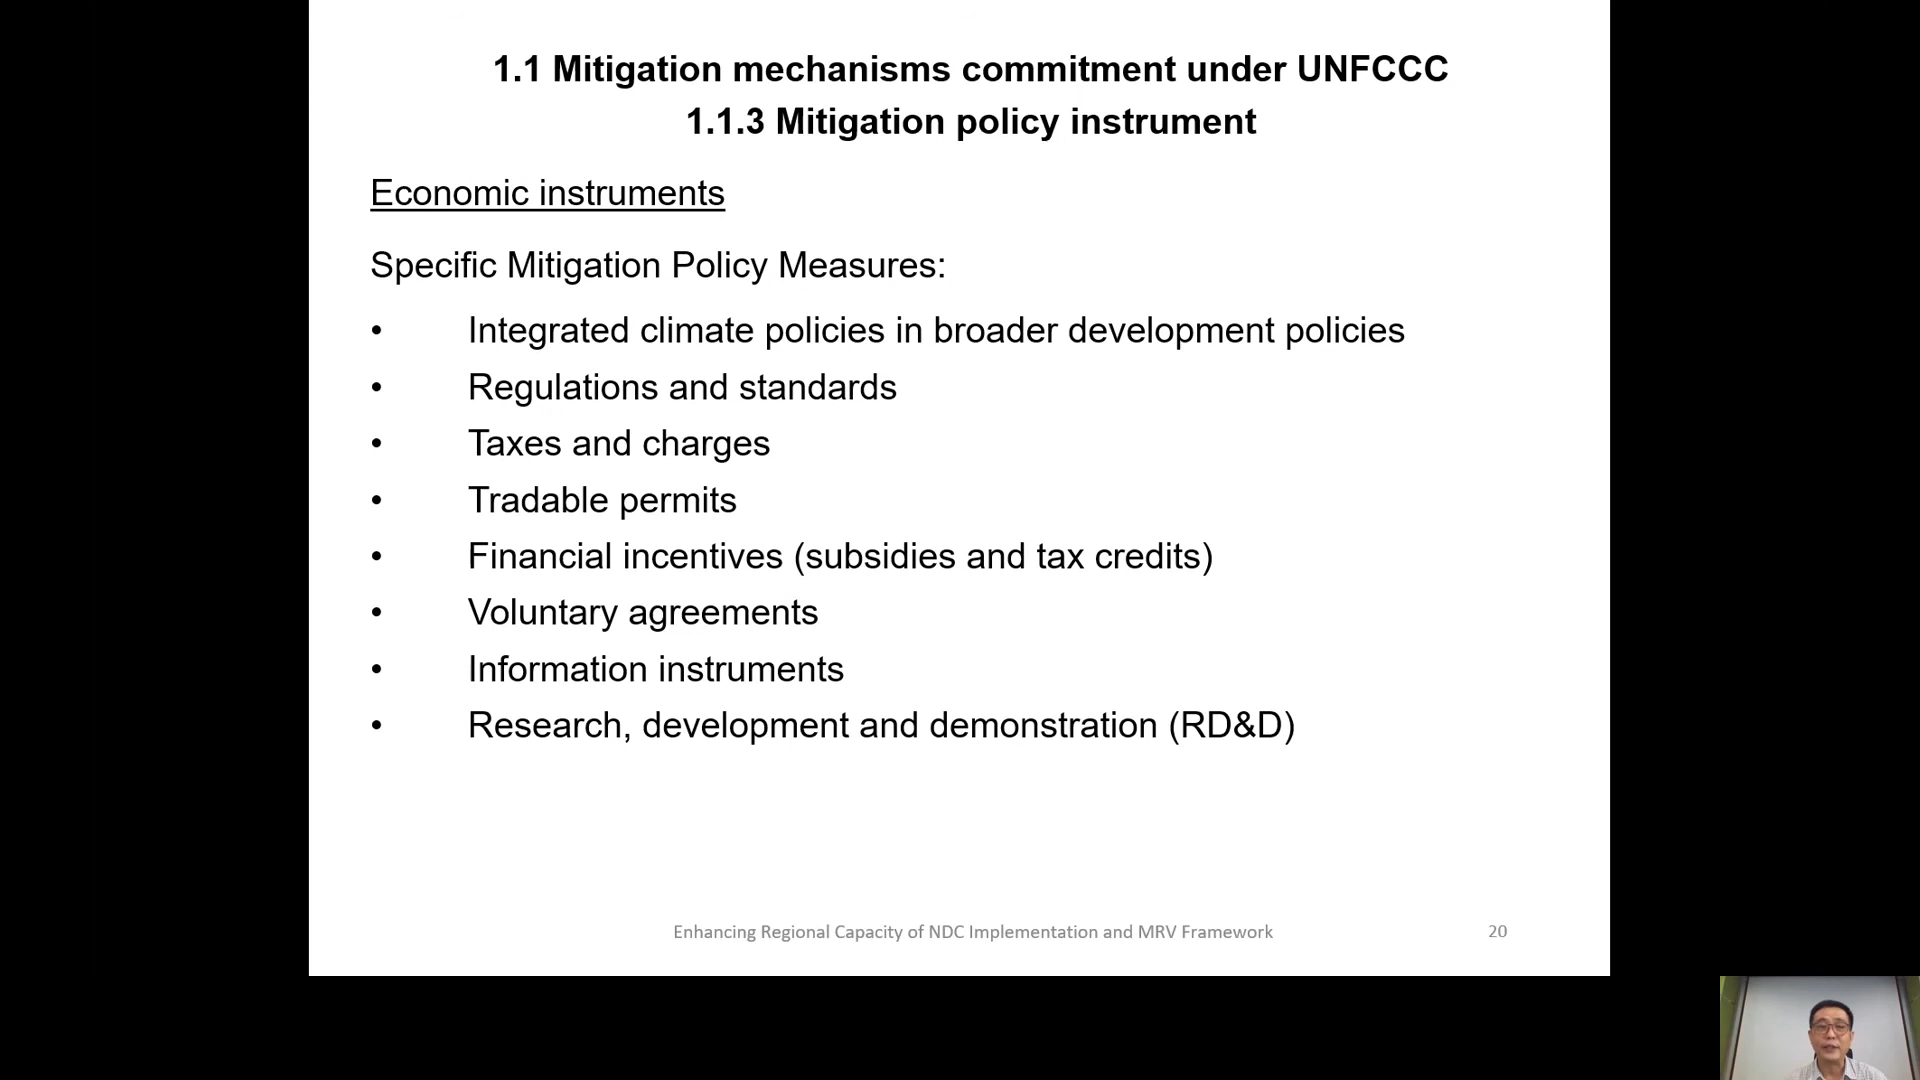 1.1 Mitigation mechanisms commitment under UNFCCC
1.1.3 Mitigation policy instrument
Economic instruments
Specific Mitigation Policy Measures:
• Integrated climate policies in broader development policies
• Regulations and standards
• Taxes and charges
• Tradable permits
• Financial incentives (subsidies and tax credits)
• Voluntary agreements
• Information instruments
• Research, development and demonstration (RD&D)
Enhancing Regional Capacity of NDC Implementation and MRV Framework
20